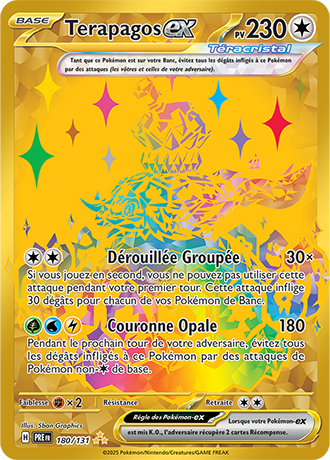 BASE Terapagos ex PV 230
Téracristal
Tant que ce Pokémon est sur votre Banc, évitez tous les dégâts infligés à ce Pokémon
par des attaques (les vôtres et celles de votre adversaire).
Dérouillée Groupée 30×
Si vous jouez en second, vous ne pouvez pas utiliser cette
attaque pendant votre premier tour. Cette attaque inflige
30 dégâts pour chacun de vos Pokémon de Banc.
Couronne Opale 180
Pendant le prochain tour de votre adversaire, évitez tous
les dégâts infligés à ce Pokémon par des attaques de
Pokémon non- de base.
Faiblesse ×2 Résistance Retraite
Illus. 5ban Graphics
Règle des Pokémon-ex Lorsque votre Pokémon-ex
est mis K.O., l'adversaire récupère 2 cartes Récompense.
H PRE FR 180/131
©2025 Pokémon/Nintendo/Creatures/GAME FREAK